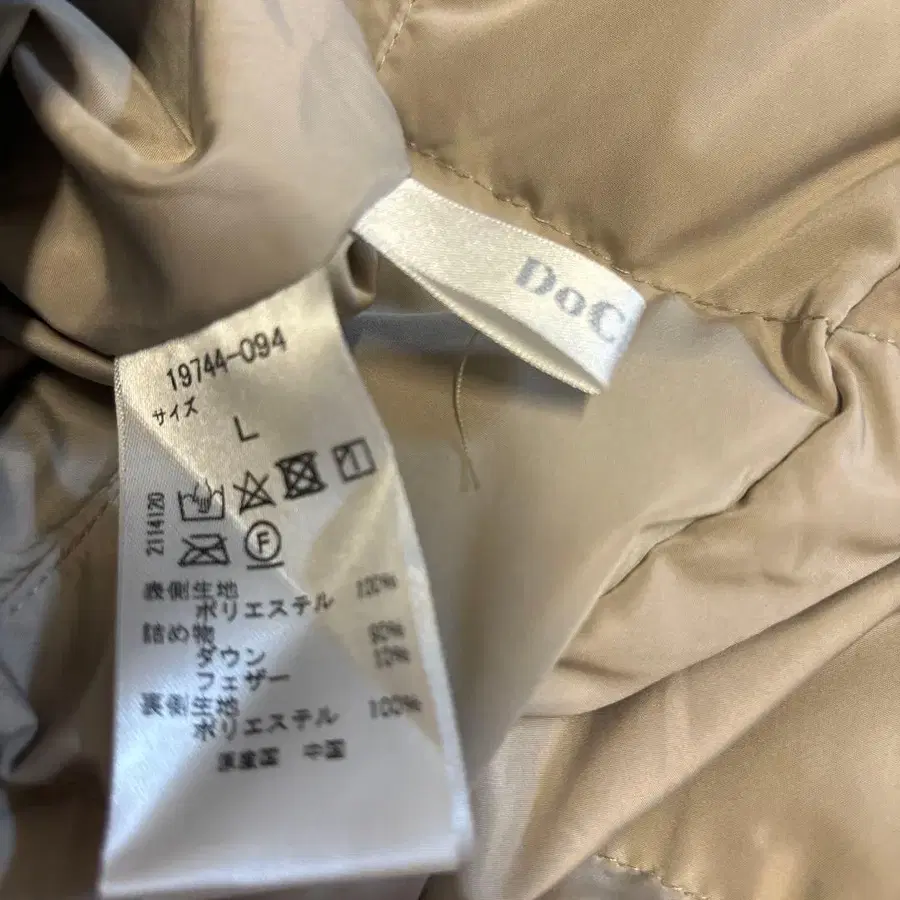 DoC
19744-094
サイズ
L
2114120
F
表側生地
ポリエステル 100%
詰め物
ダウン
フェザー
裏側生地
ポリエステル 100%
原産国 中国